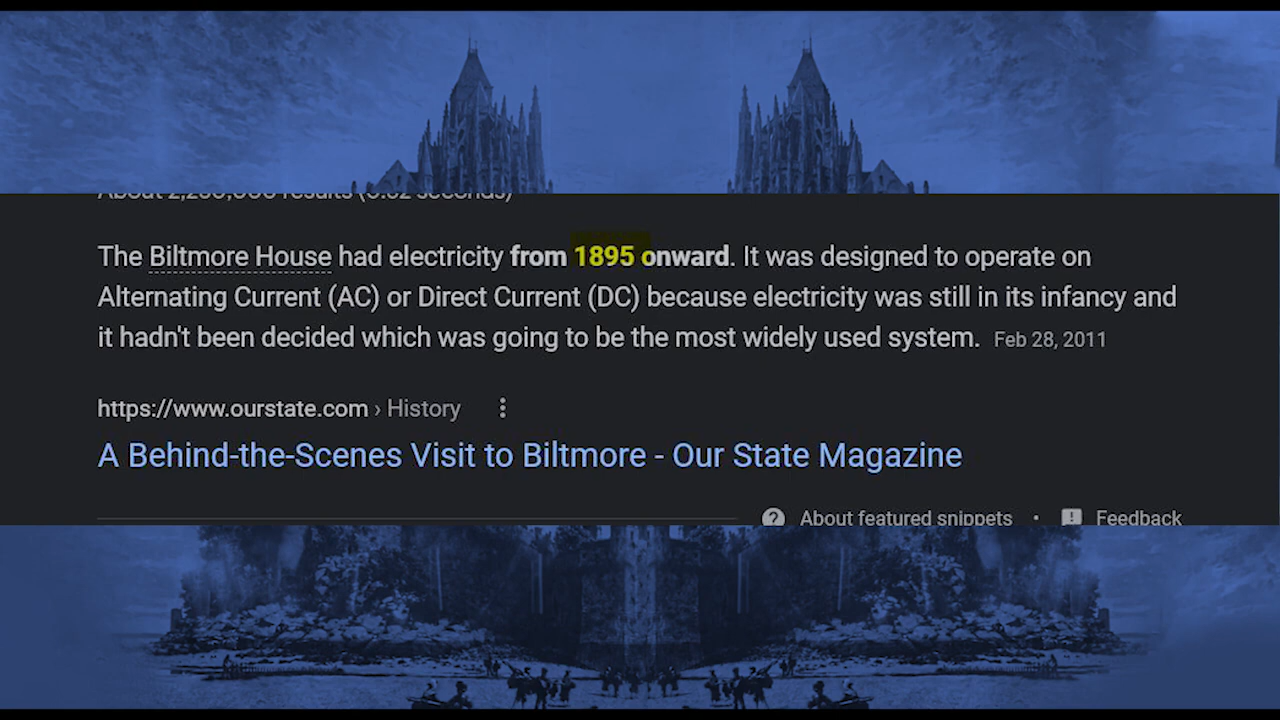 The Biltmore House had electricity from 1895 onward. It was designed to operate on
Alternating Current (AC) or Direct Current (DC) because electricity was still in its infancy and
it hadn't been decided which was going to be the most widely used system. Feb 28, 2011
https://www.ourstate.com › History
A Behind-the-Scenes Visit to Biltmore - Our State Magazine
About featured snippets • Feedback